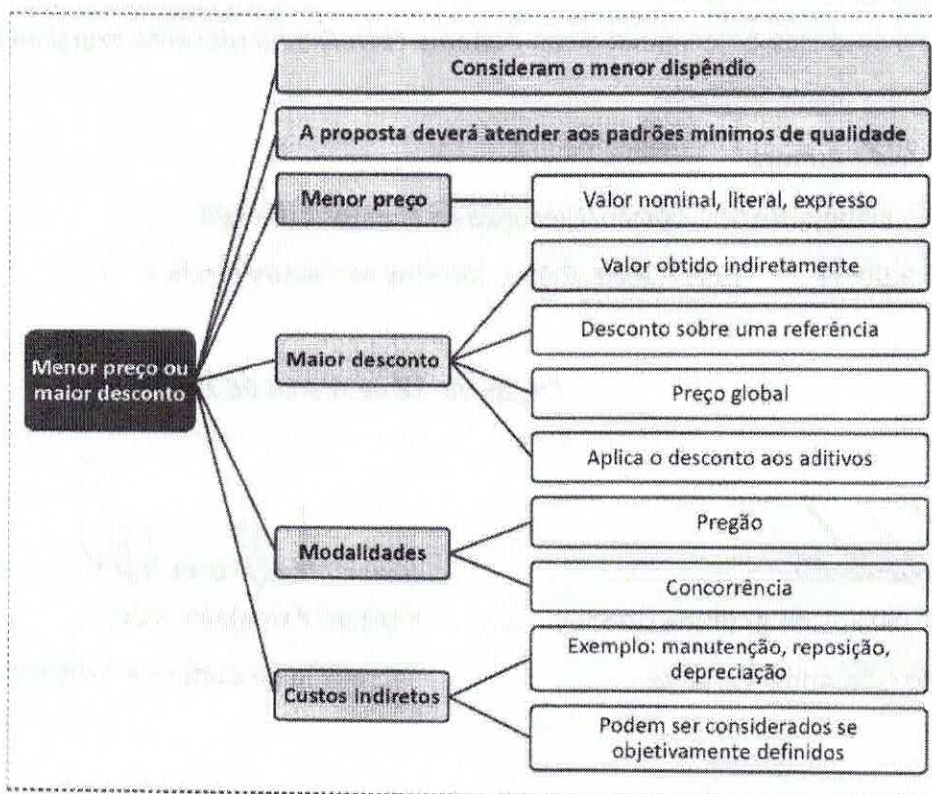 Consideram o menor dispêndio
A proposta deverá atender aos padrões mínimos de qualidade
Menor preço
Valor nominal, literal, expresso
Valor obtido indiretamente
Desconto sobre uma referência
Menor preço ou
maior desconto
Maior desconto
Preço global
Aplica o desconto aos aditivos
Pregão
Modalidades
Concorrência
Exemplo: manutenção, reposição,
depreciação
Custos indiretos
Podem ser considerados se
objetivamente definidos